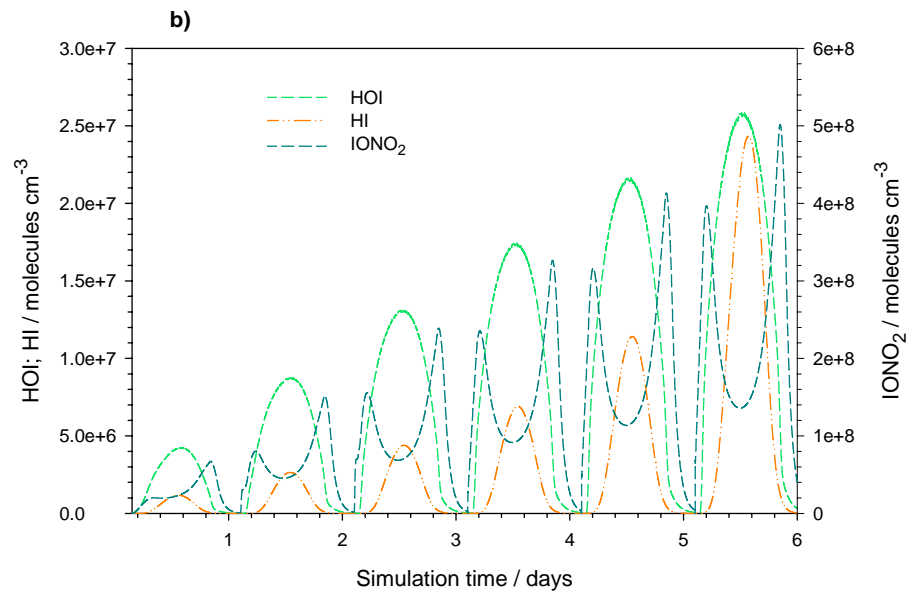 b)
3.0e+7
2.5e+7
2.0e+7
1.5e+7
1.0e+7
5.0e+6
0.0
HOI; HI / molecules cm-3
HOI
HI
IONO2
6e+8
5e+8
4e+8
3e+8
2e+8
1e+8
0
IONO2 / molecules cm-3
1 2 3 4 5 6
Simulation time / days